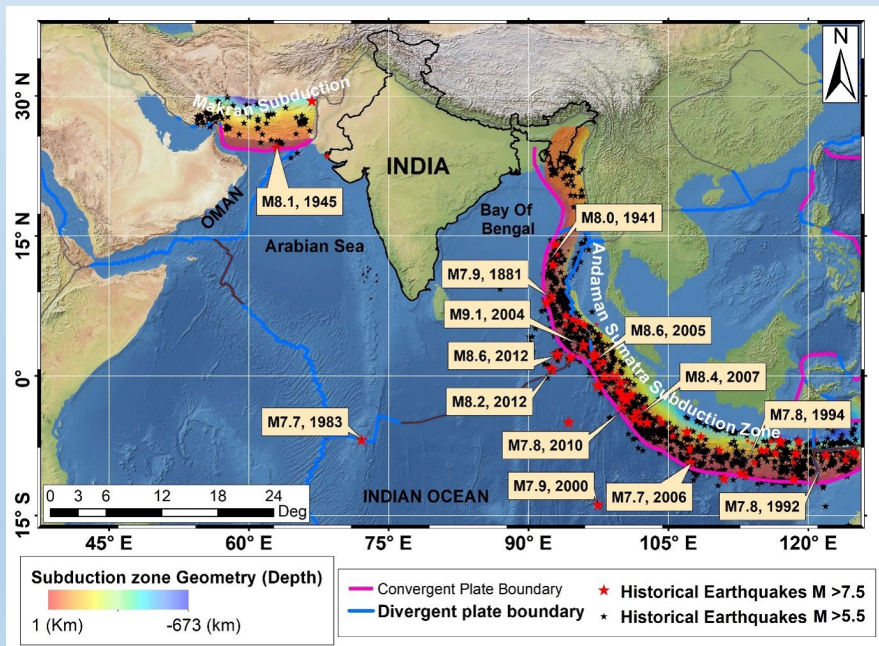 N
30° N
15° N
0°
15° S
45° E
60° E
75° E
90° E
105° E
120° E
Makran Subduction
INDIA
OMAN
M8.1, 1945
Arabian Sea
Bay Of
Bengal
M8.0, 1941
M7.9, 1881
M9.1, 2004
Andaman Sumatra Subduction Zone
M8.6, 2005
M8.6, 2012
M8.4, 2007
M8.2, 2012
M7.8, 1994
M7.7, 1983
M7.8, 2010
M7.9, 2000
M7.7, 2006
M7.8, 1992
INDIAN OCEAN
0 3 6 12 18 24
Deg
Subduction zone Geometry (Depth)
1 (Km) -673 (km)
Convergent Plate Boundary
Divergent plate boundary
Historical Earthquakes M >7.5
Historical Earthquakes M >5.5